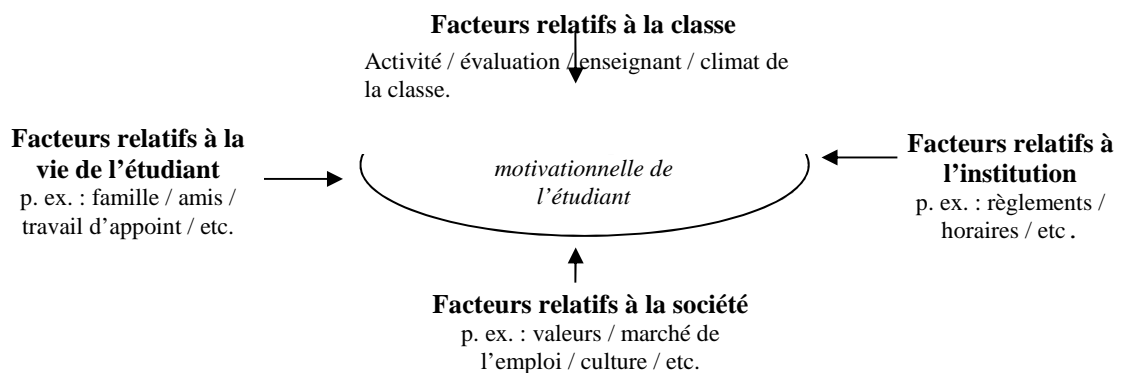 Facteurs relatifs à la classe
Activité / évaluation / enseignant / climat de
la classe.
Facteurs relatifs à la
vie de l'étudiant
p. ex. : famille / amis /
travail d'appoint / etc.
motivationnelle de
l'étudiant
Facteurs relatifs à
l'institution
p. ex. : règlements /
horaires / etc.
Facteurs relatifs à la société
p. ex. : valeurs / marché de
l'emploi / culture / etc.